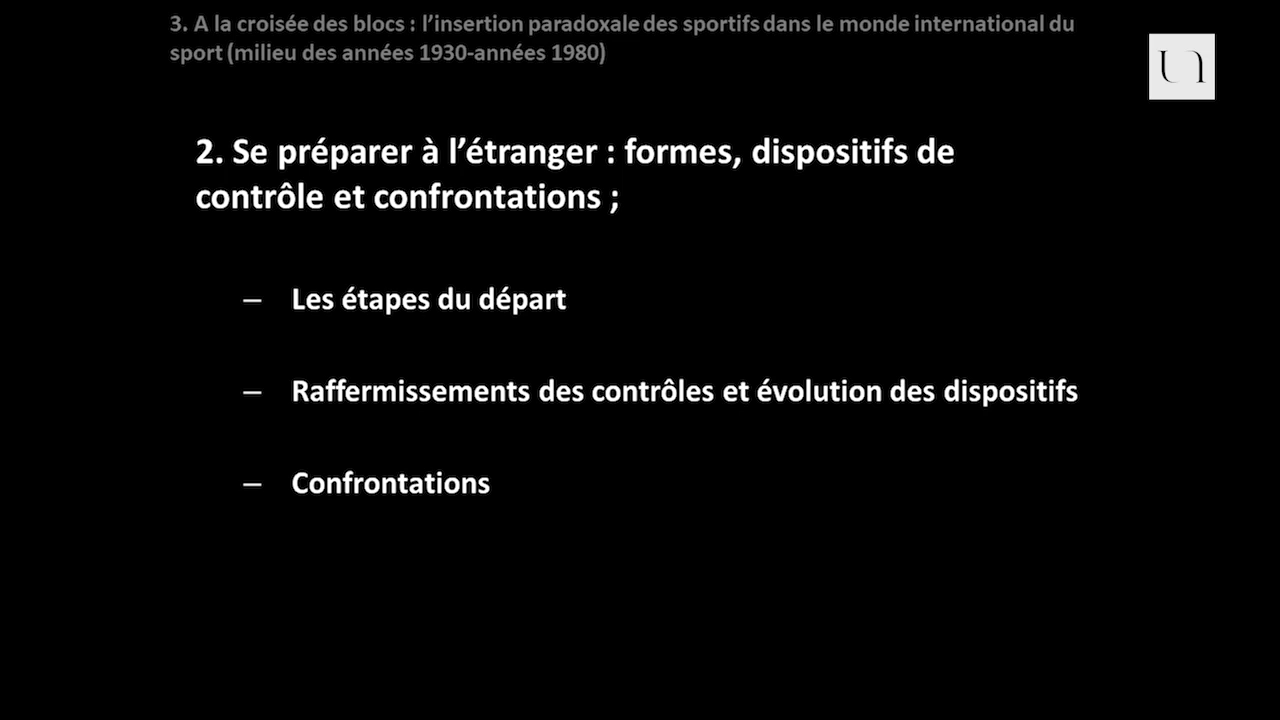 3. A la croisée des blocs : l’insertion paradoxale des sportifs dans le monde international du
sport (milieu des années 1930-années 1980)
2. Se préparer à l’étranger : formes, dispositifs de
contrôle et confrontations ;
– Les étapes du départ
– Raffermissements des contrôles et évolution des dispositifs
– Confrontations